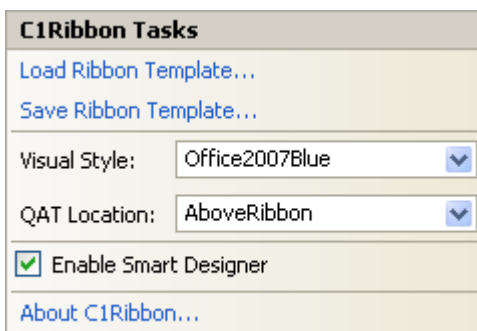 C1Ribbon Tasks
Load Ribbon Template...
Save Ribbon Template...
Visual Style: Office2007Blue
QAT Location: AboveRibbon
Enable Smart Designer
About C1Ribbon...